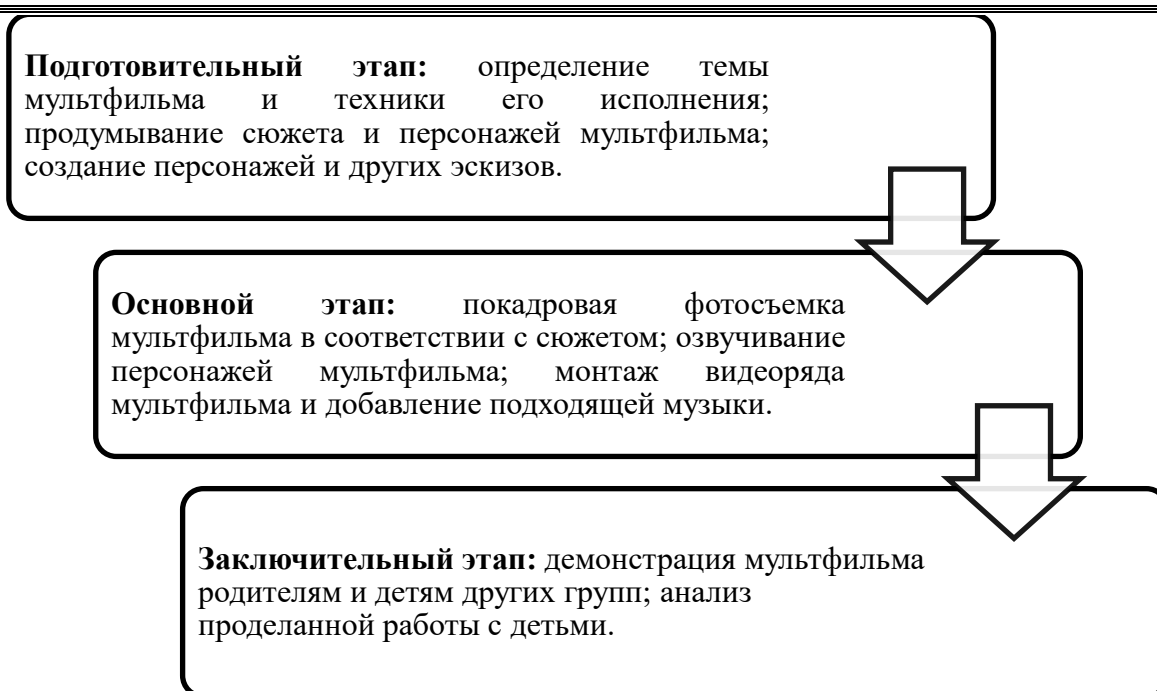 Подготовительный этап: определение темы
мультфильма и техники его исполнения;
продумывание сюжета и персонажей мультфильма;
создание персонажей и других эскизов.
Основной этап: покадровая фотосъемка
мультфильма в соответствии с сюжетом; озвучивание
персонажей мультфильма; монтаж видеоряда
мультфильма и добавление подходящей музыки.
Заключительный этап: демонстрация мультфильма
родителям и детям других групп; анализ
проделанной работы с детьми.